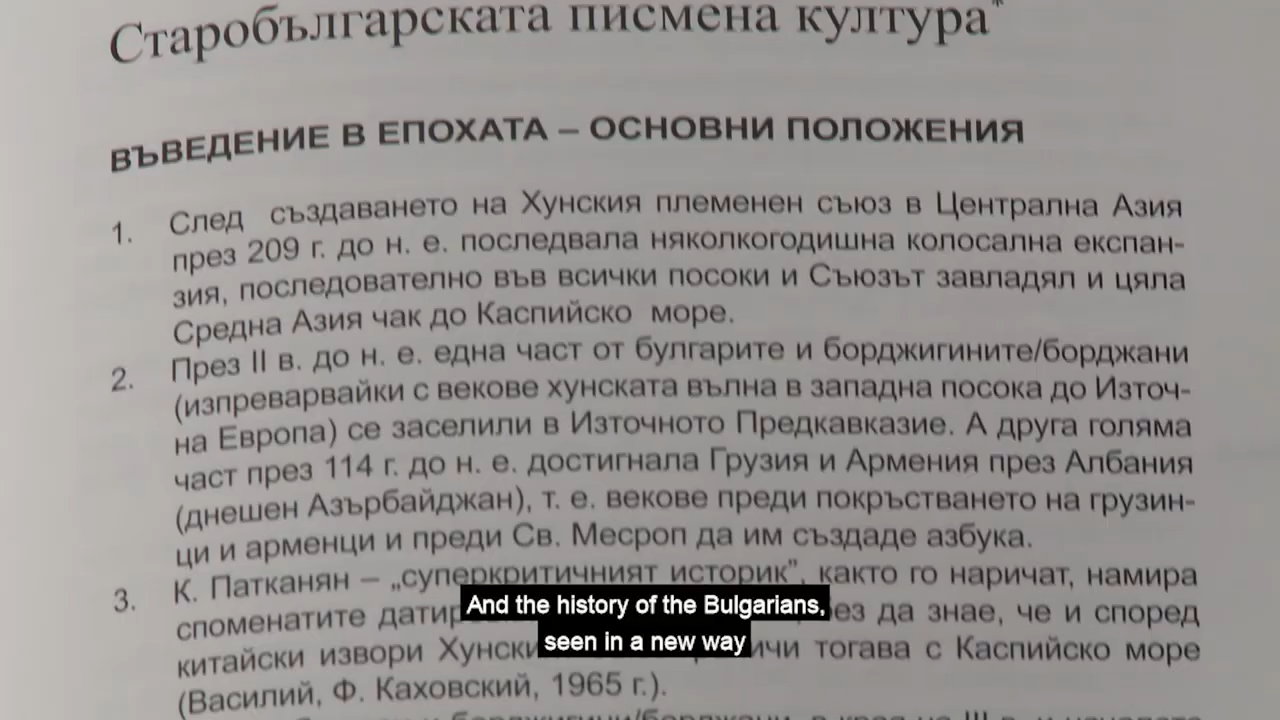 Старобългарската писмена култура*
ВЪВЕДЕНИЕ В ЕПОХАТА – ОСНОВНИ ПОЛОЖЕНИЯ
1. След създаването на Хунския племенен съюз в Централна Азия
през 209 г. до н. е. последвала няколкогодишна колосална експан-
зия, последователно във всички посоки и Съюзът завладял и цяла
Средна Азия чак до Каспийско море.
2. През II в. до н. е. една част от булгарите и борджигините/борджани
(изпреварвайки с векове хунската вълна в западна посока до Източ-
на Европа) се заселили в Източното Предкавказие. А друга голяма
част през 114 г. до н. е. достигнала Грузия и Армения през Албания
(днешен Азърбайджан), т. е. векове преди покръстването на грузин-
ци и арменци и преди Св. Месроп да им създаде азбука.
3. К. Патканян – „суперкритичният историк”, както го наричат, намира
споменатите да знае, че и според
китайски извори тогава с Каспийско море
(Василий, Ф. Каховский, 1965 г.).
And the history of the Bulgarians,
seen in a new way